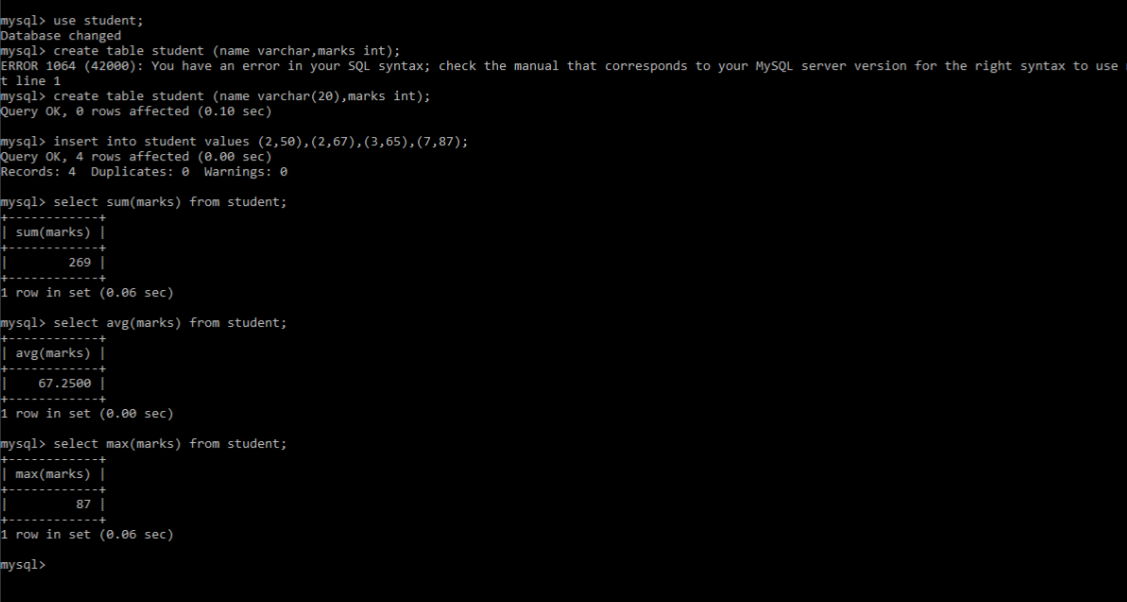 mysql> use student;
Database changed
mysql> create table student (name varchar,marks int);
ERROR 1064 (42000): You have an error in your SQL syntax; check the manual that corresponds to your MySQL server version for the right syntax to use
t line 1
mysql> create table student (name varchar(20),marks int);
Query OK, 0 rows affected (0.10 sec)
mysql> insert into student values (2,50),(2,67),(3,65),(7,87);
Query OK, 4 rows affected (0.00 sec)
Records: 4  Duplicates: 0  Warnings: 0
mysql> select sum(marks) from student;
+------------+
| sum(marks) |
+------------+
|        269 |
+------------+
1 row in set (0.06 sec)
mysql> select avg(marks) from student;
+------------+
| avg(marks) |
+------------+
|    67.2500 |
+------------+
1 row in set (0.00 sec)
mysql> select max(marks) from student;
+------------+
| max(marks) |
+------------+
|         87 |
+------------+
1 row in set (0.06 sec)
mysql>